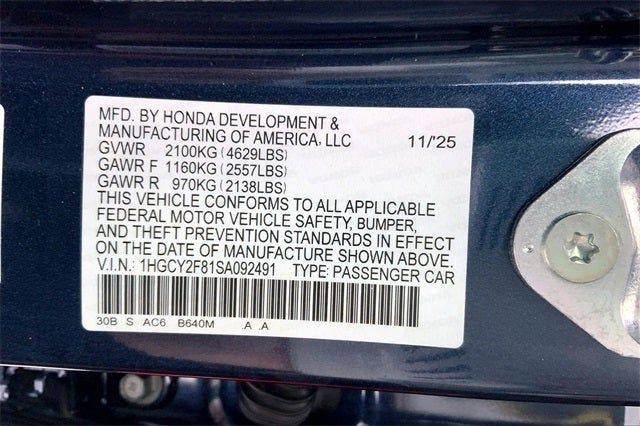 MFD. BY HONDA DEVELOPMENT &
MANUFACTURING OF AMERICA, LLC 11/'25
GVWR 2100KG (4629LBS)
GAWR F 1160KG (2557LBS)
GAWR R 970KG (2138LBS)
THIS VEHICLE CONFORMS TO ALL APPLICABLE
FEDERAL MOTOR VEHICLE SAFETY, BUMPER,
AND THEFT PREVENTION STANDARDS IN EFFECT
ON THE DATE OF MANUFACTURE SHOWN ABOVE.
V.I.N.: 1HGCY2F81SA092491 TYPE: PASSENGER CAR
30B S AC6 B640M .A .A